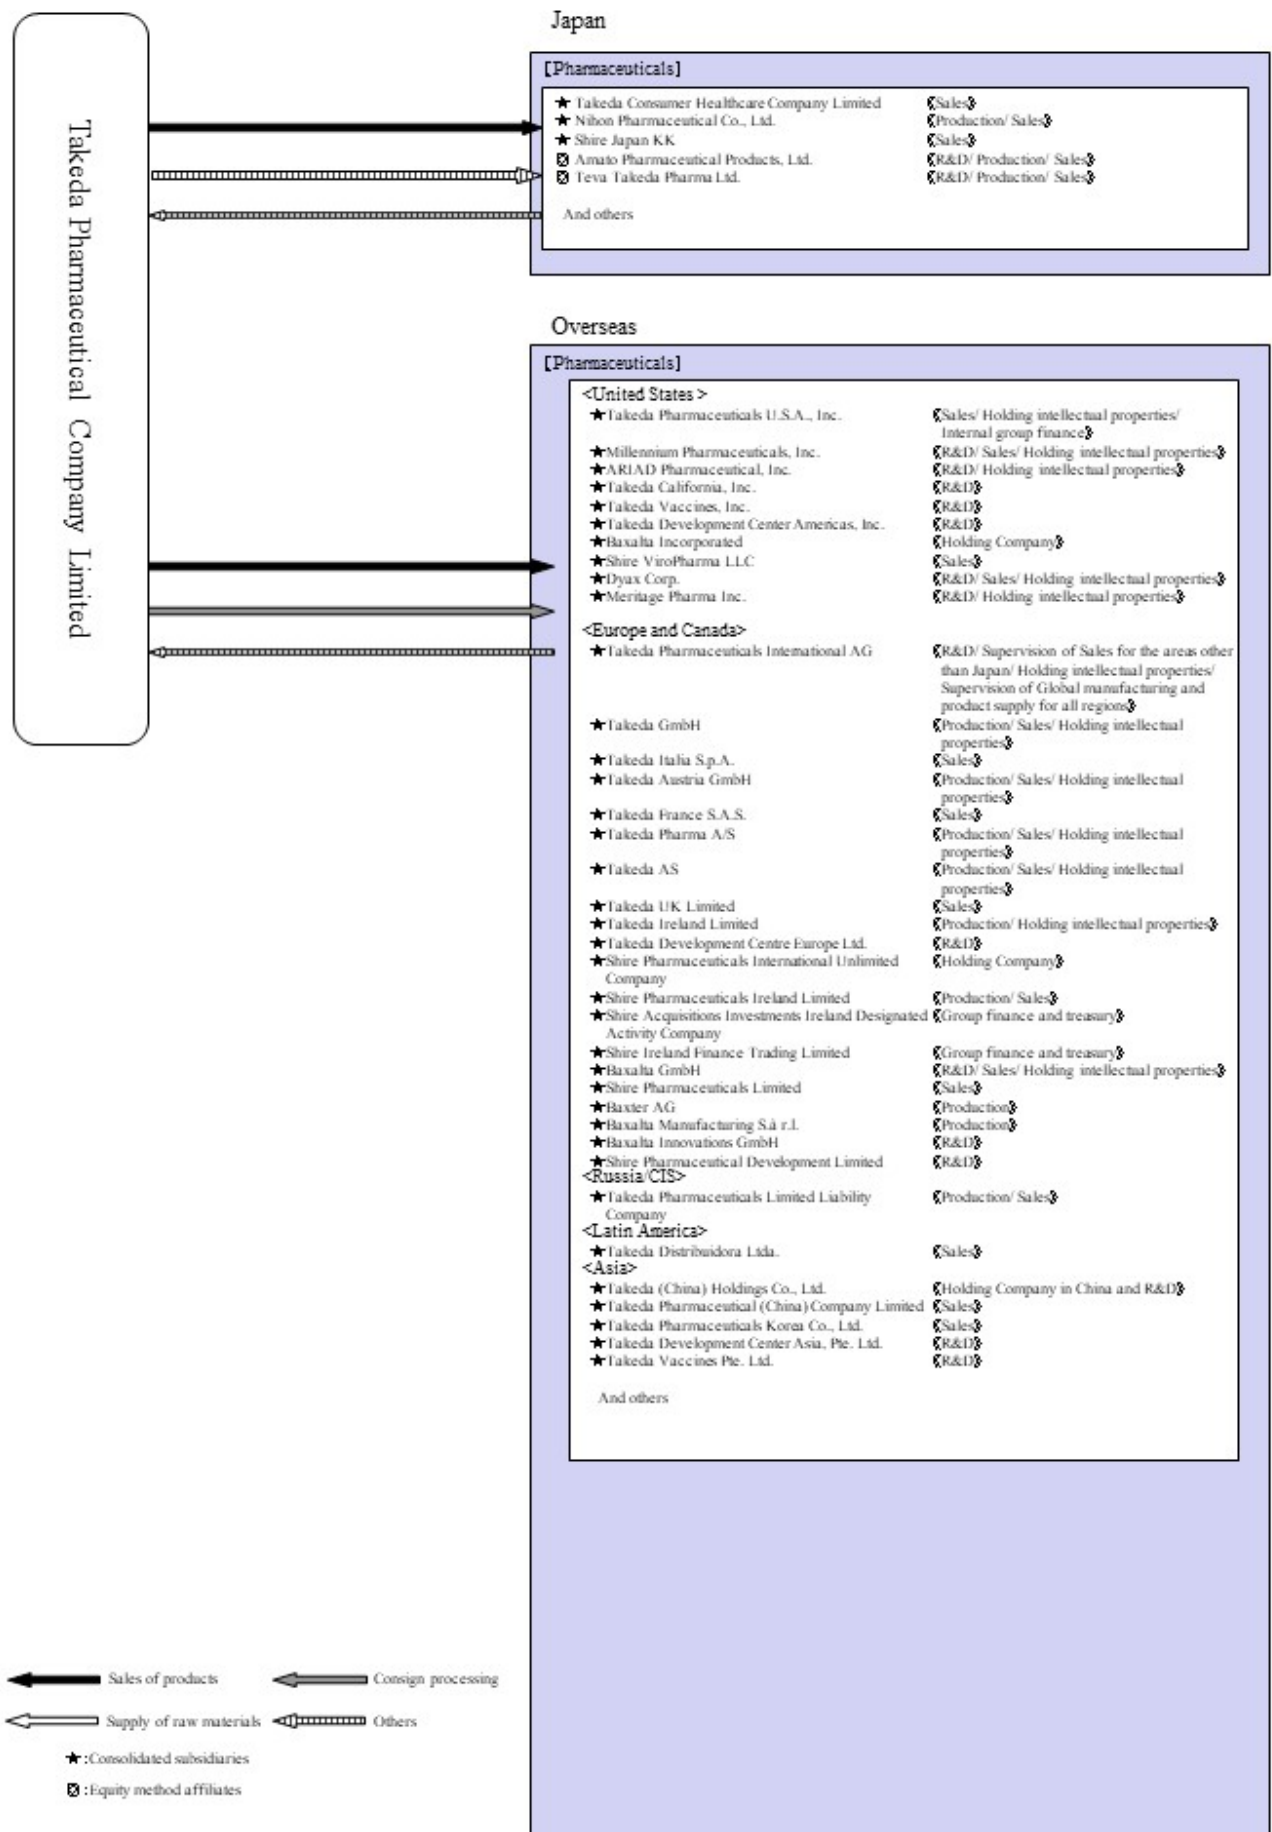 Takeda Pharmaceutical Company Limited
Japan
[Pharmaceuticals]
★ Takeda Consumer Healthcare Company Limited 《Sales》
★ Nihon Pharmaceutical Co., Ltd. 《Production/ Sales》
★ Shire Japan KK 《Sales》
Amato Pharmaceutical Products, Ltd. 《R&D/ Production/ Sales》
Teva Takeda Pharma Ltd. 《R&D/ Production/ Sales》
And others
Overseas
[Pharmaceuticals]
<United States >
★Takeda Pharmaceuticals U.S.A., Inc. 《Sales/ Holding intellectual properties/
Internal group finance》
★Millennium Pharmaceuticals, Inc. 《R&D/ Sales/ Holding intellectual properties》
★ARIAD Pharmaceutical, Inc. 《R&D/ Holding intellectual properties》
★Takeda California, Inc. 《R&D》
★Takeda Vaccines, Inc. 《R&D》
★Takeda Development Center Americas, Inc. 《R&D》
★Baxalta Incorporated 《Holding Company》
★Shire ViroPharma LLC 《Sales》
★Dyax Corp. 《R&D/ Sales/ Holding intellectual properties》
★Meritage Pharma Inc. 《R&D/ Holding intellectual properties》
<Europe and Canada>
★Takeda Pharmaceuticals International AG 《R&D/ Supervision of Sales for the areas other
than Japan/ Holding intellectual properties/
Supervision of Global manufacturing and
product supply for all regions》
★Takeda GmbH 《Production/ Sales/ Holding intellectual
properties》
★Takeda Italia S.p.A. 《Sales》
★Takeda Austria GmbH 《Production/ Sales/ Holding intellectual
properties》
★Takeda France S.A.S. 《Sales》
★Takeda Pharma A/S 《Production/ Sales/ Holding intellectual
properties》
★Takeda AS 《Production/ Sales/ Holding intellectual
properties》
★Takeda UK Limited 《Sales》
★Takeda Ireland Limited 《Production/ Holding intellectual properties》
★Takeda Development Centre Europe Ltd. 《R&D》
★Shire Pharmaceuticals International Unlimited 《Holding Company》
Company
★Shire Pharmaceuticals Ireland Limited 《Production/ Sales》
★Shire Acquisitions Investments Ireland Designated 《Group finance and treasury》
Activity Company
★Shire Ireland Finance Trading Limited 《Group finance and treasury》
★Baxalta GmbH 《R&D/ Sales/ Holding intellectual properties》
★Shire Pharmaceuticals Limited 《Sales》
★Baxter AG 《Production》
★Baxalta Manufacturing S.à r.l. 《Production》
★Baxalta Innovations GmbH 《R&D》
★Shire Pharmaceutical Development Limited 《R&D》
<Russia/CIS>
★Takeda Pharmaceuticals Limited Liability 《Production/ Sales》
Company
<Latin America>
★Takeda Distribuidora Ltda. 《Sales》
<Asia>
★Takeda (China) Holdings Co., Ltd. 《Holding Company in China and R&D》
★Takeda Pharmaceutical (China) Company Limited 《Sales》
★Takeda Pharmaceuticals Korea Co., Ltd. 《Sales》
★Takeda Development Center Asia, Pte. Ltd. 《R&D》
★Takeda Vaccines Pte. Ltd. 《R&D》
And others
Sales of products Consign processing
Supply of raw materials Others
★:Consolidated subsidiaries
:Equity method affiliates